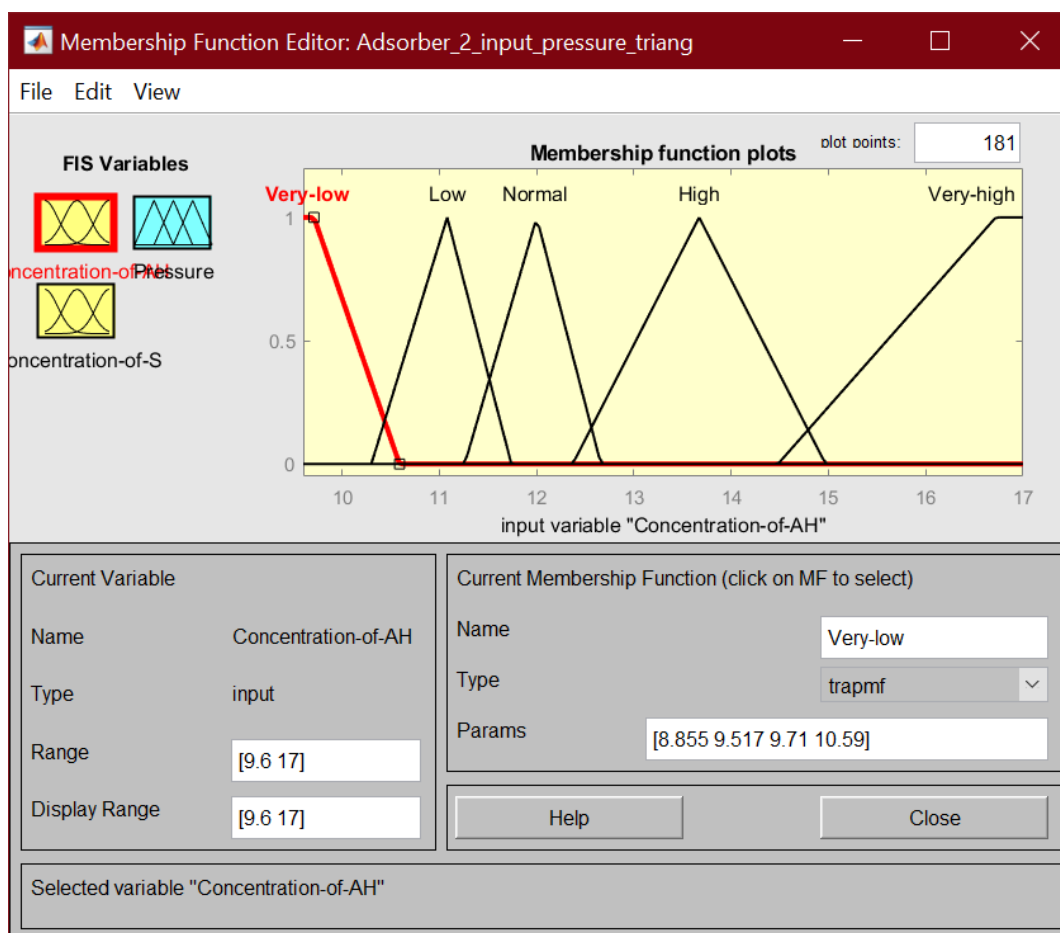 Membership Function Editor: Adsorber_2_input_pressure_triang
File Edit View
FIS Variables
Membership function plots
plot points:
181
Very-low Low Normal High Very-high
1
0.5
0
10 11 12 13 14 15 16 17
input variable "Concentration-of-AH"
oncentration-of-AH
Pressure
oncentration-of-S
Current Variable
Name Concentration-of-AH
Type input
Range [9.6 17]
Display Range [9.6 17]
Current Membership Function (click on MF to select)
Name Very-low
Type trapmf
Params [8.855 9.517 9.71 10.59]
Help Close
Selected variable "Concentration-of-AH"